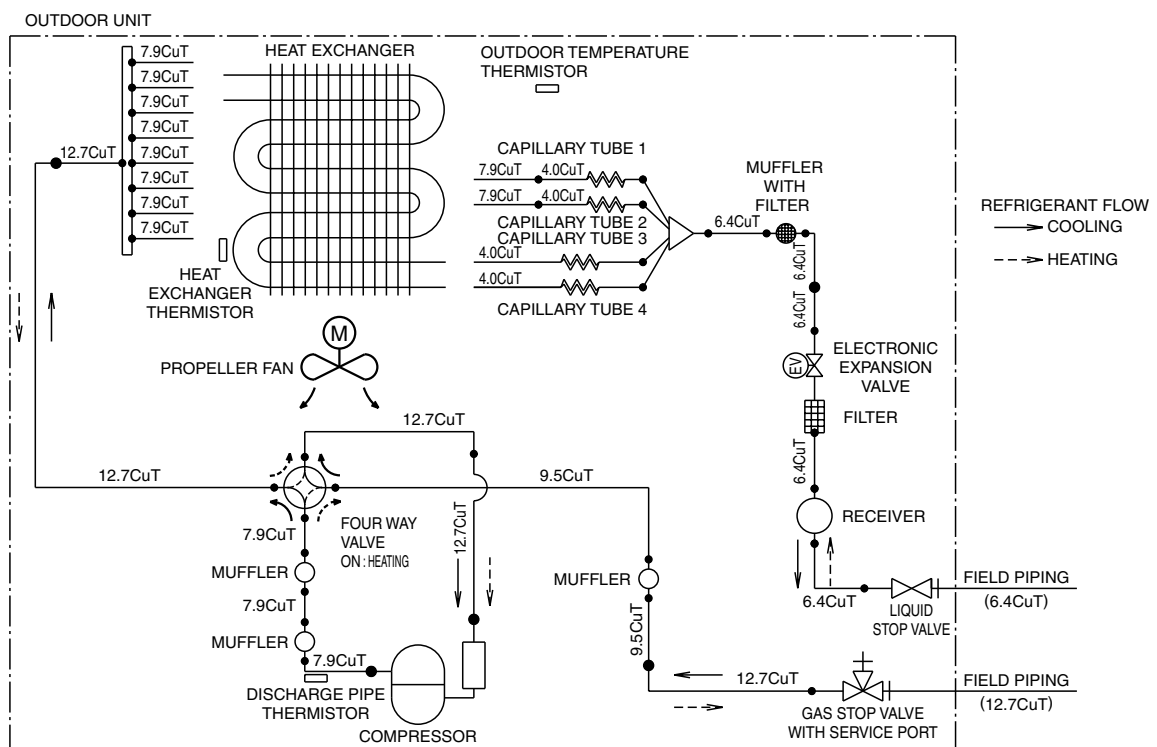 OUTDOOR UNIT
7.9CuT
7.9CuT
7.9CuT
7.9CuT
7.9CuT
7.9CuT
7.9CuT
7.9CuT
12.7CuT
HEAT EXCHANGER
OUTDOOR TEMPERATURE
THERMISTOR
HEAT
EXCHANGER
THERMISTOR
CAPILLARY TUBE 1
7.9CuT
4.0CuT
7.9CuT
4.0CuT
CAPILLARY TUBE 2
CAPILLARY TUBE 3
4.0CuT
4.0CuT
CAPILLARY TUBE 4
6.4CuT
MUFFLER
WITH
FILTER
6.4CuT
6.4CuT
REFRIGERANT FLOW
COOLING
HEATING
M
PROPELLER FAN
EV
ELECTRONIC
EXPANSION
VALVE
FILTER
6.4CuT
RECEIVER
12.7CuT
12.7CuT
9.5CuT
7.9CuT
FOUR WAY
VALVE
ON : HEATING
12.7CuT
MUFFLER
7.9CuT
MUFFLER
7.9CuT
DISCHARGE PIPE
THERMISTOR
COMPRESSOR
MUFFLER
9.5CuT
6.4CuT
LIQUID
STOP VALVE
FIELD PIPING
(6.4CuT)
12.7CuT
GAS STOP VALVE
WITH SERVICE PORT
FIELD PIPING
(12.7CuT)